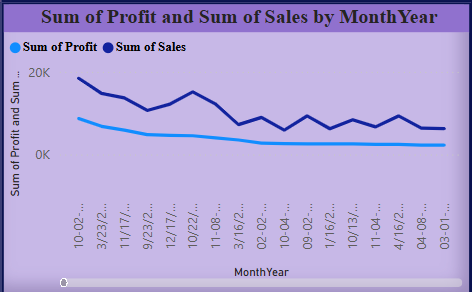 Sum of Profit and Sum of Sales by MonthYear
Sum of Profit Sum of Sales
Sum of Profit and Sum ...
20K
0K
10-02-...
3/23/2...
11/17/...
9/23/2...
12/17/...
10/22/...
11-08-...
3/16/2...
02-02-...
10-04-...
09-02-...
1/16/2...
10/13/...
11-04-...
4/16/2...
04-08-...
03-01-...
MonthYear